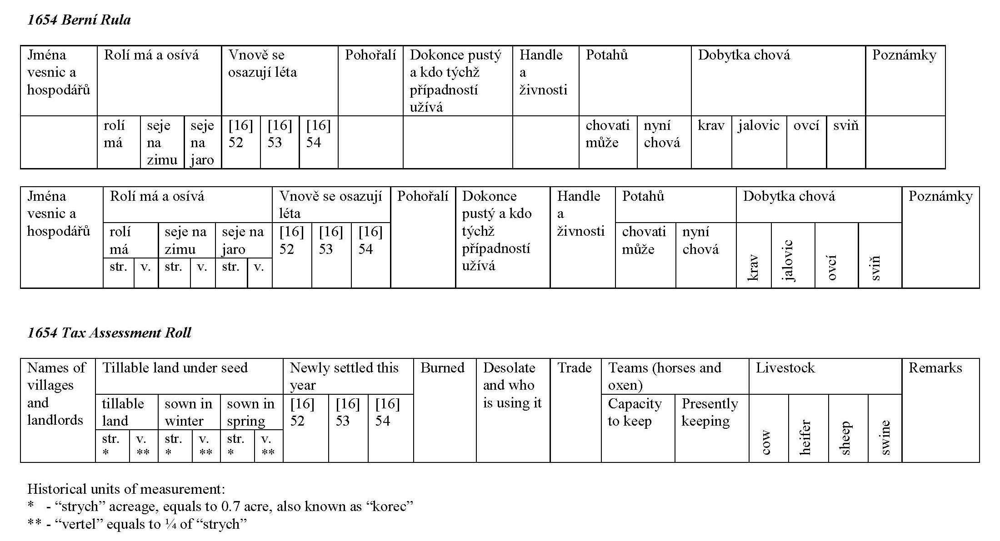 1654 Berní Rula
Jména vesnic a hospodářů
Rolí má a osívá
Vnově se osazují léta
Pohořalí
Dokonce pustý a kdo týchž případností užívá
Handle a živnosti
Potahů
Dobytka chová
Poznámky
rolí má
seje na zimu
seje na jaro
[16] 52
[16] 53
[16] 54
chovati může
nyní chová
krav
jalovic
ovcí
sviň
Jména vesnic a hospodářů
Rolí má a osívá
Vnově se osazují léta
Pohořalí
Dokonce pustý a kdo týchž případností užívá
Handle a živnosti
Potahů
Dobytka chová
Poznámky
rolí má
seje na zimu
seje na jaro
[16] 52
[16] 53
[16] 54
chovati může
nyní chová
krav
jalovic
ovcí
sviň
str.
v.
str.
v.
str.
v.
1654 Tax Assessment Roll
Names of villages and landlords
Tillable land under seed
Newly settled this year
Burned
Desolate and who is using it
Trade
Teams (horses and oxen)
Livestock
Remarks
tillable land
sown in winter
sown in spring
[16] 52
[16] 53
[16] 54
Capacity to keep
Presently keeping
cow
heifer
sheep
swine
str. *
v. **
str. *
v. **
str. *
v. **
Historical units of measurement:
* - “strych” acreage, equals to 0.7 acre, also known as “korec”
** - “vertel” equals to ¼ of “strych”